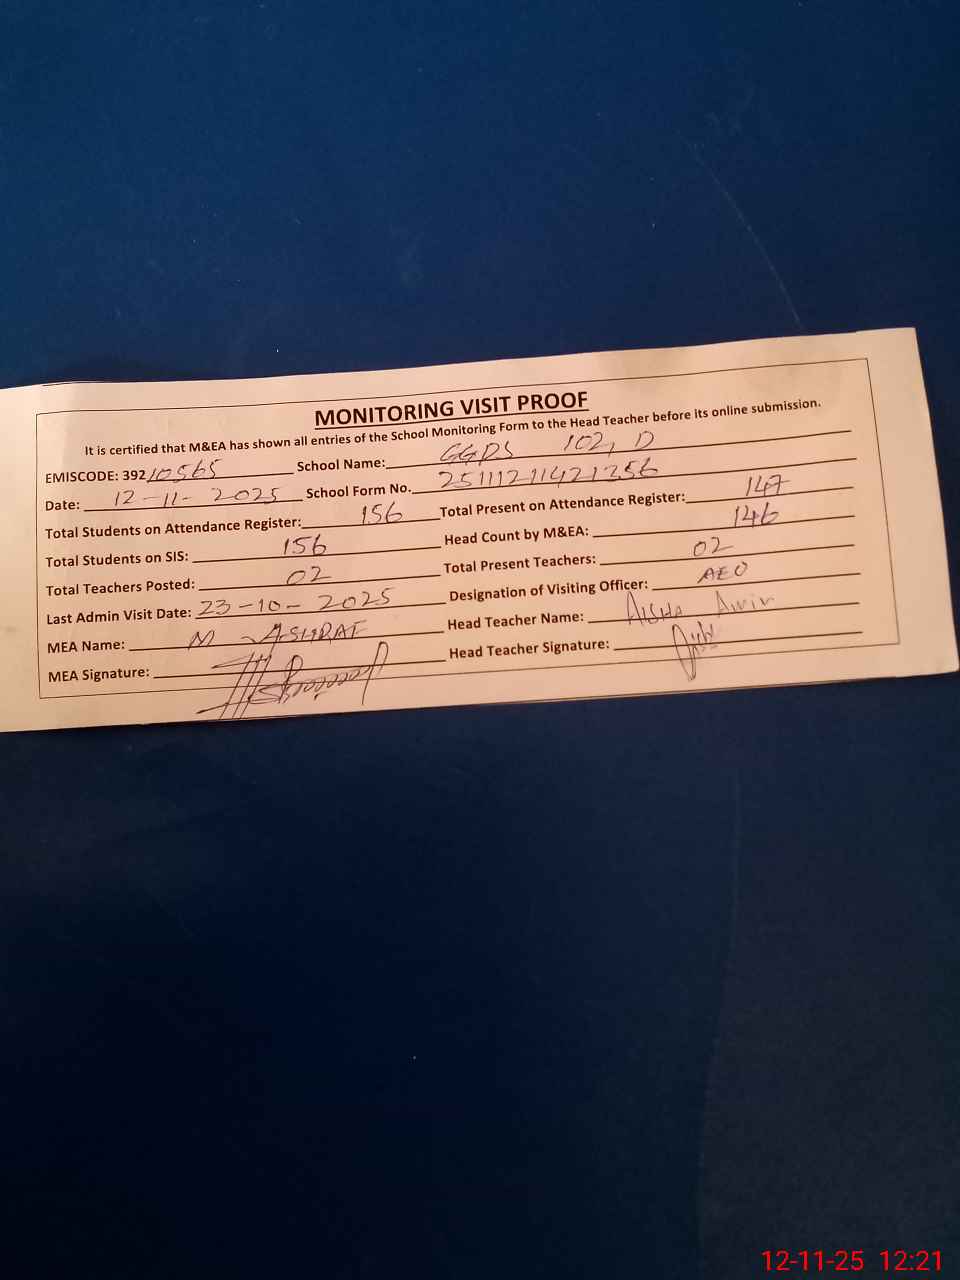 MONITORING VISIT PROOF
It is certified that M&EA has shown all entries of the School Monitoring Form to the Head Teacher before its online submission.
EMISCODE: 39210565 School Name: GGPS 102, D
Date: 12-11-2025 School Form No. 25111211421356
Total Students on Attendance Register: 156 Total Present on Attendance Register: 147
Total Students on SIS: 156 Head Count by M&EA: 146
Total Teachers Posted: 02 Total Present Teachers: 02
Last Admin Visit Date: 23-10-2025 Designation of Visiting Officer: AEO
MEA Name: M ASHRAF Head Teacher Name: AISHA Amin
MEA Signature: Head Teacher Signature:
12-11-25 12:21